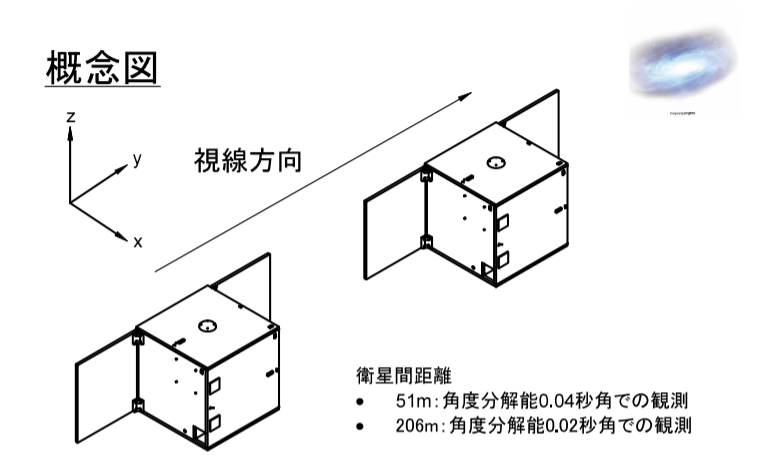 概念図
z
y
x
視線方向
衛星間距離
• 51m：角度分解能0.04秒角での観測
• 206m：角度分解能0.02秒角での観測